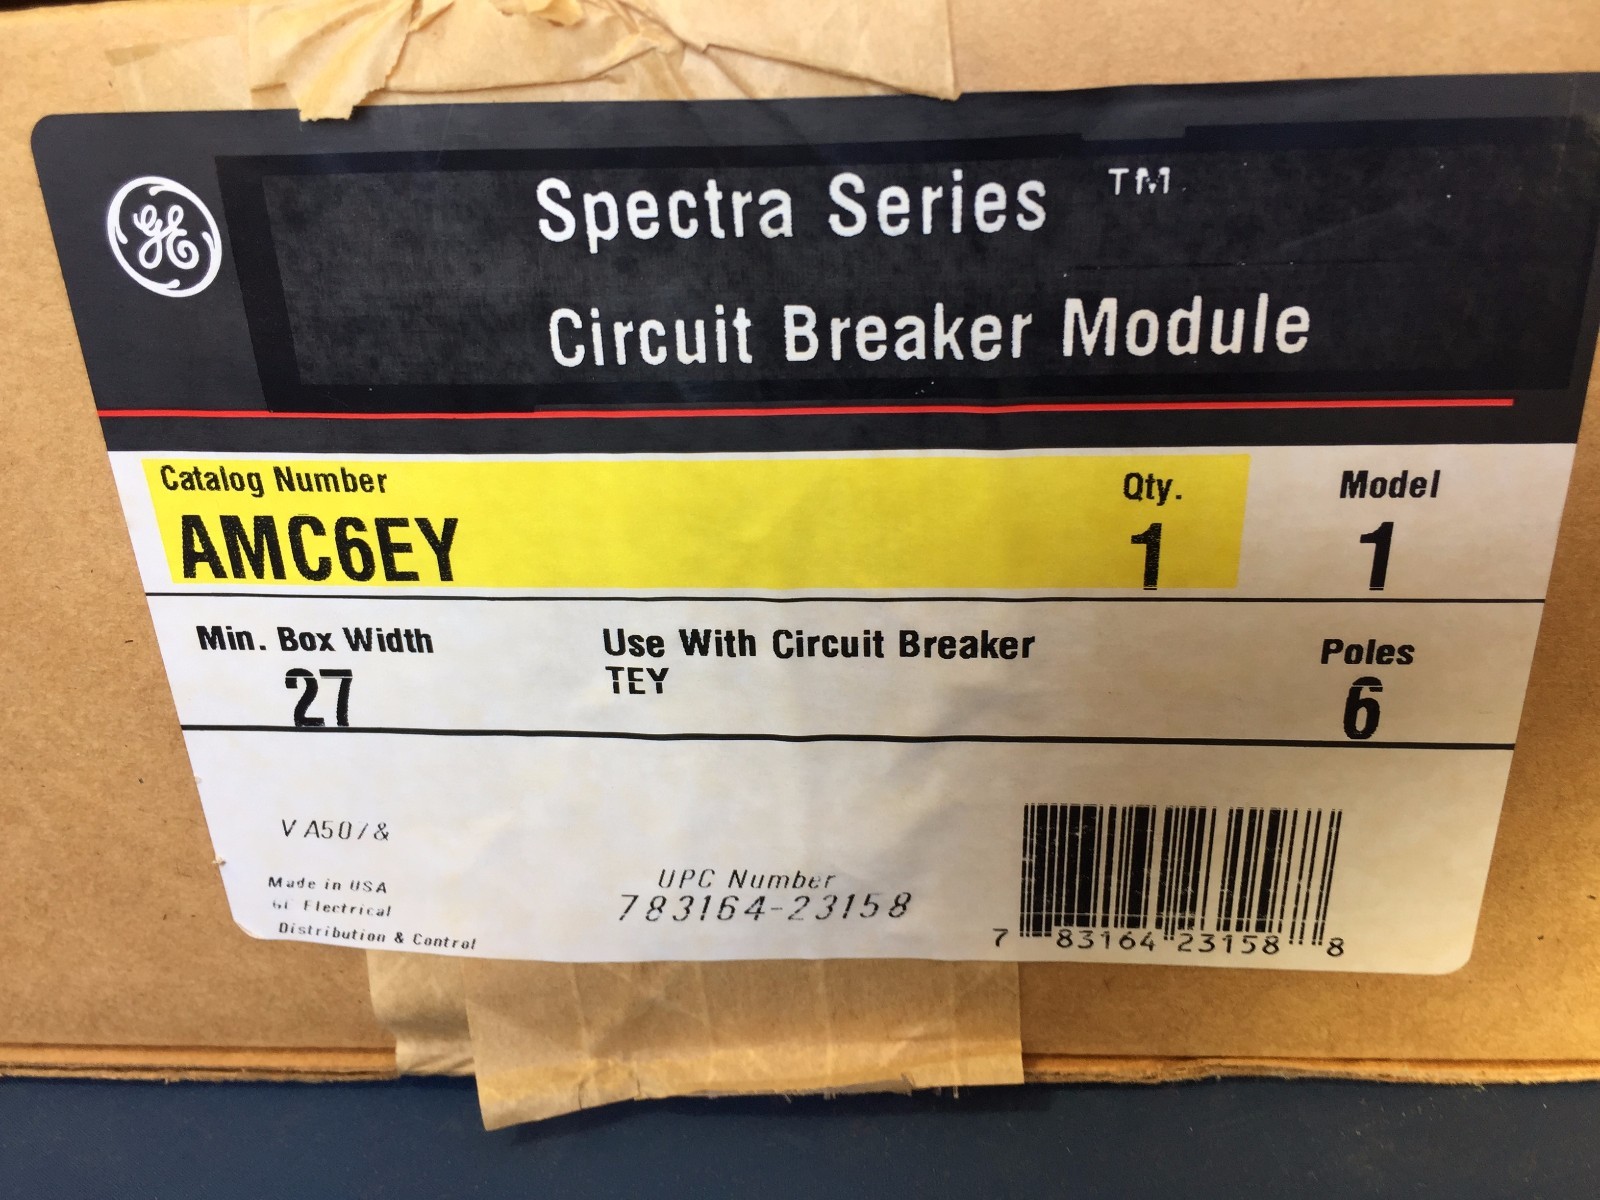 GE
Spectra Series ™
Circuit Breaker Module
Catalog Number Qty. Model
AMC6EY 1 1
Min. Box Width Use With Circuit Breaker Poles
27 TEY 6
V A507&
Made in USA
GE Electrical
Distribution & Control
UPC Number
783164-23158
7 83164 23158 8